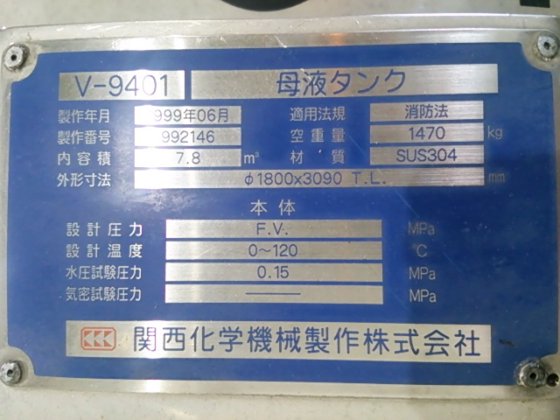 V-9401 母液タンク
製作年月 1999年06月 適用法規 消防法
製作番号 992146 空重量 1470 kg
内容積 7.8 m³ 材質 SUS304
外形寸法 φ1800x3090 T.L. mm
本体
設計圧力 F.V. MPa
設計温度 0〜120 ℃
水圧試験圧力 0.15 MPa
気密試験圧力 ——— MPa
KKK 関西化学機械製作株式会社